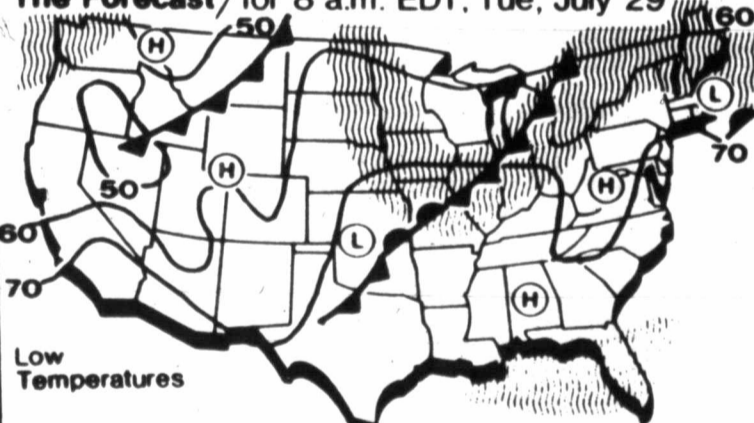 The Forecast/for 8 a.m. EDT, Tue, July 29
50
60
H
L
70
H
50
H
60
L
70
H
Low
Temperatures